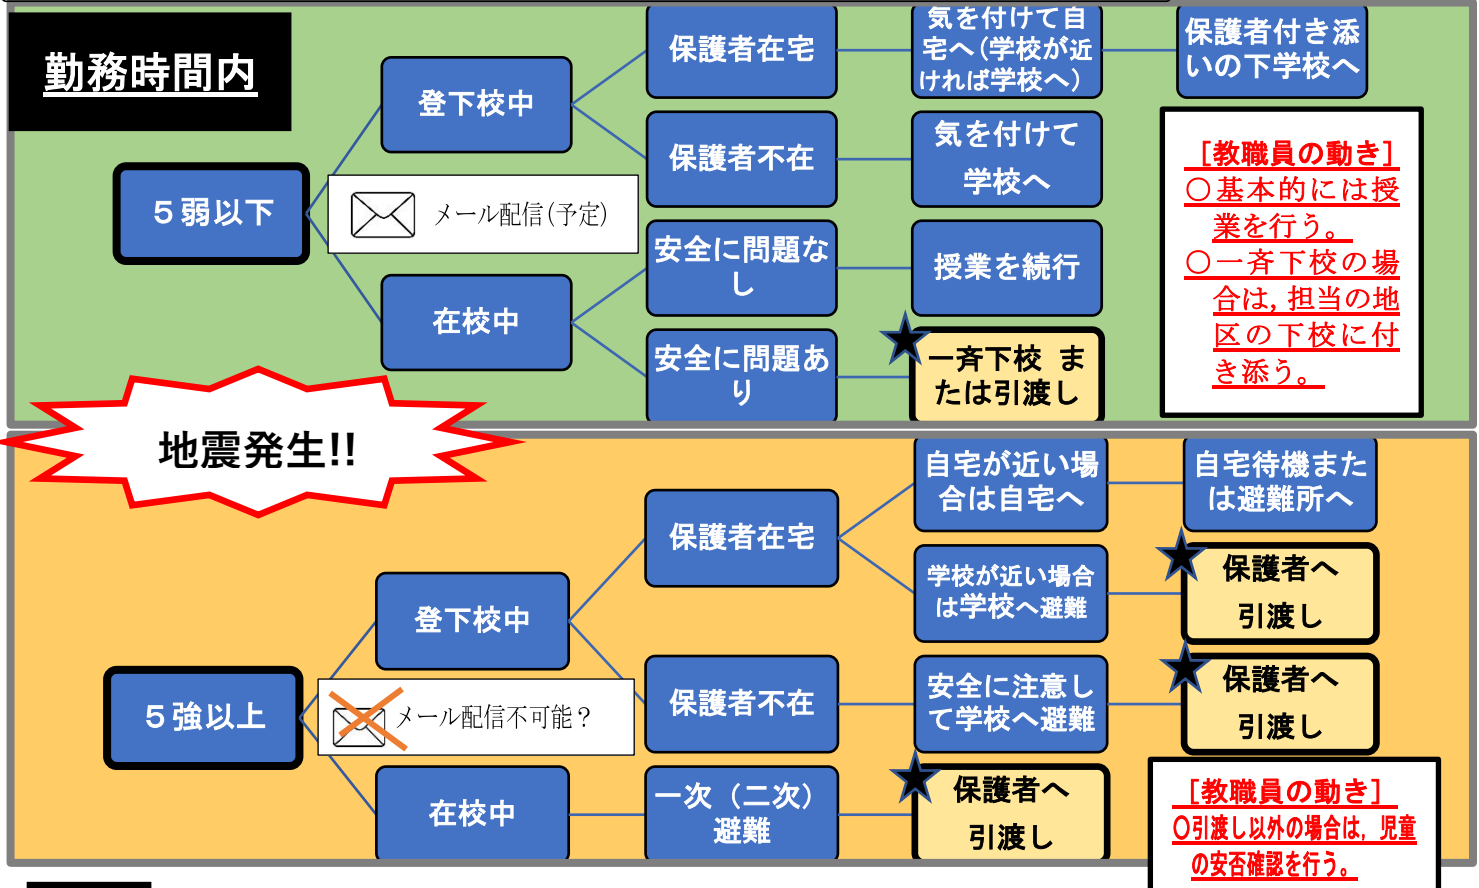 勤務時間内
５弱以下
登下校中
保護者在宅
気を付けて自
宅へ(学校が近
ければ学校へ)
保護者付き添
いの下学校へ
保護者不在
気を付けて
学校へ
メール配信(予定)
在校中
安全に問題な
し
授業を続行
安全に問題あ
り
一斉下校 ま
たは引渡し
［教職員の動き］
○基本的には授
業を行う。
○一斉下校の場
合は,担当の地
区の下校に付
き添う。
地震発生!!
５強以上
登下校中
保護者在宅
自宅が近い場
合は自宅へ
自宅待機また
は避難所へ
学校が近い場合
は学校へ避難
保護者へ
引渡し
保護者不在
安全に注意し
て学校へ避難
保護者へ
引渡し
メール配信不可能？
在校中
一次（二次）
避難
保護者へ
引渡し
［教職員の動き］
○引渡し以外の場合は，児童
の安否確認を行う。